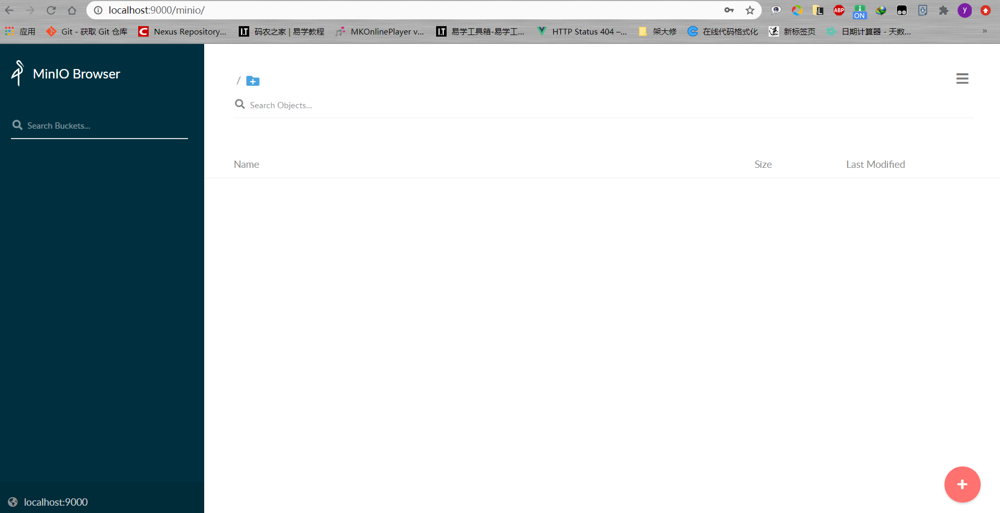 localhost:9000/minio/
ABP
ON
y
应用
Git - 获取 Git 仓库
Nexus Repository...
I.T 码农之家 | 易学教程
MKOnlinePlayer v...
I.T 易学工具箱-易学工...
HTTP Status 404 –...
架大修
在线代码格式化
新标签页
日期计算器 - 天数...
»
MinIO Browser
/
Search Objects...
Search Buckets...
Name Size Last Modified
localhost:9000